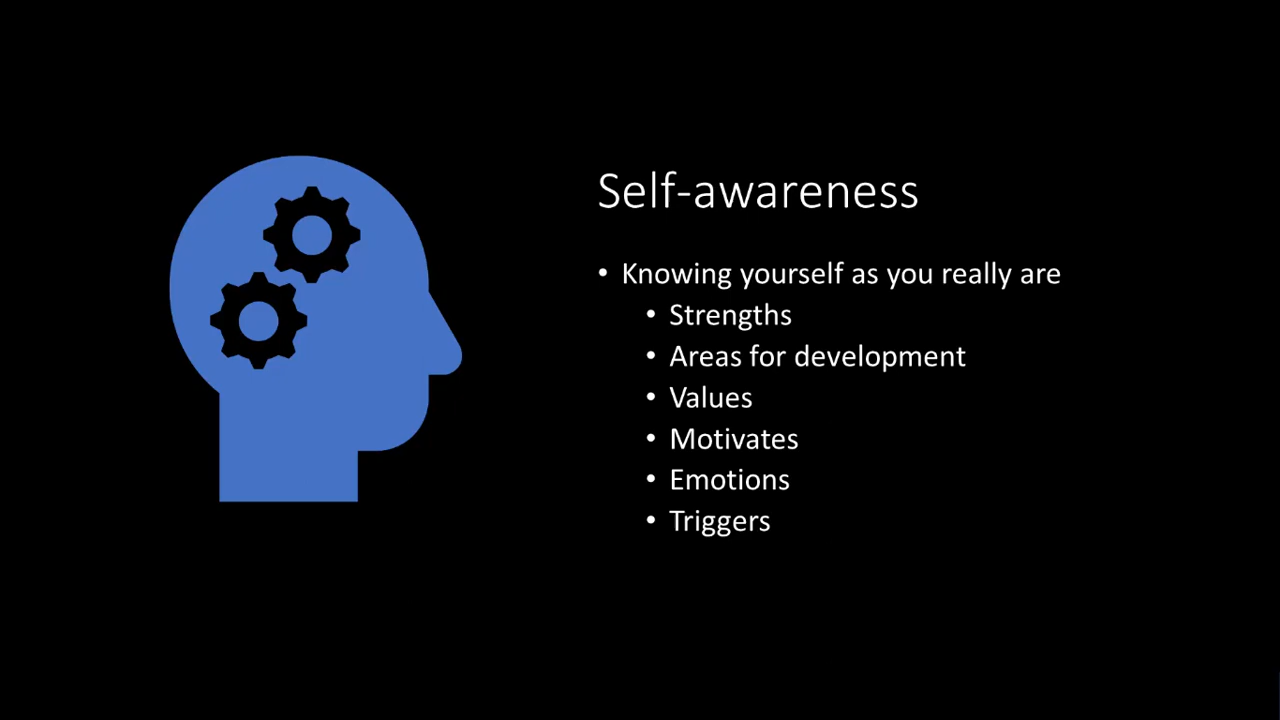 Self-awareness
• Knowing yourself as you really are
• Strengths
• Areas for development
• Values
• Motivates
• Emotions
• Triggers